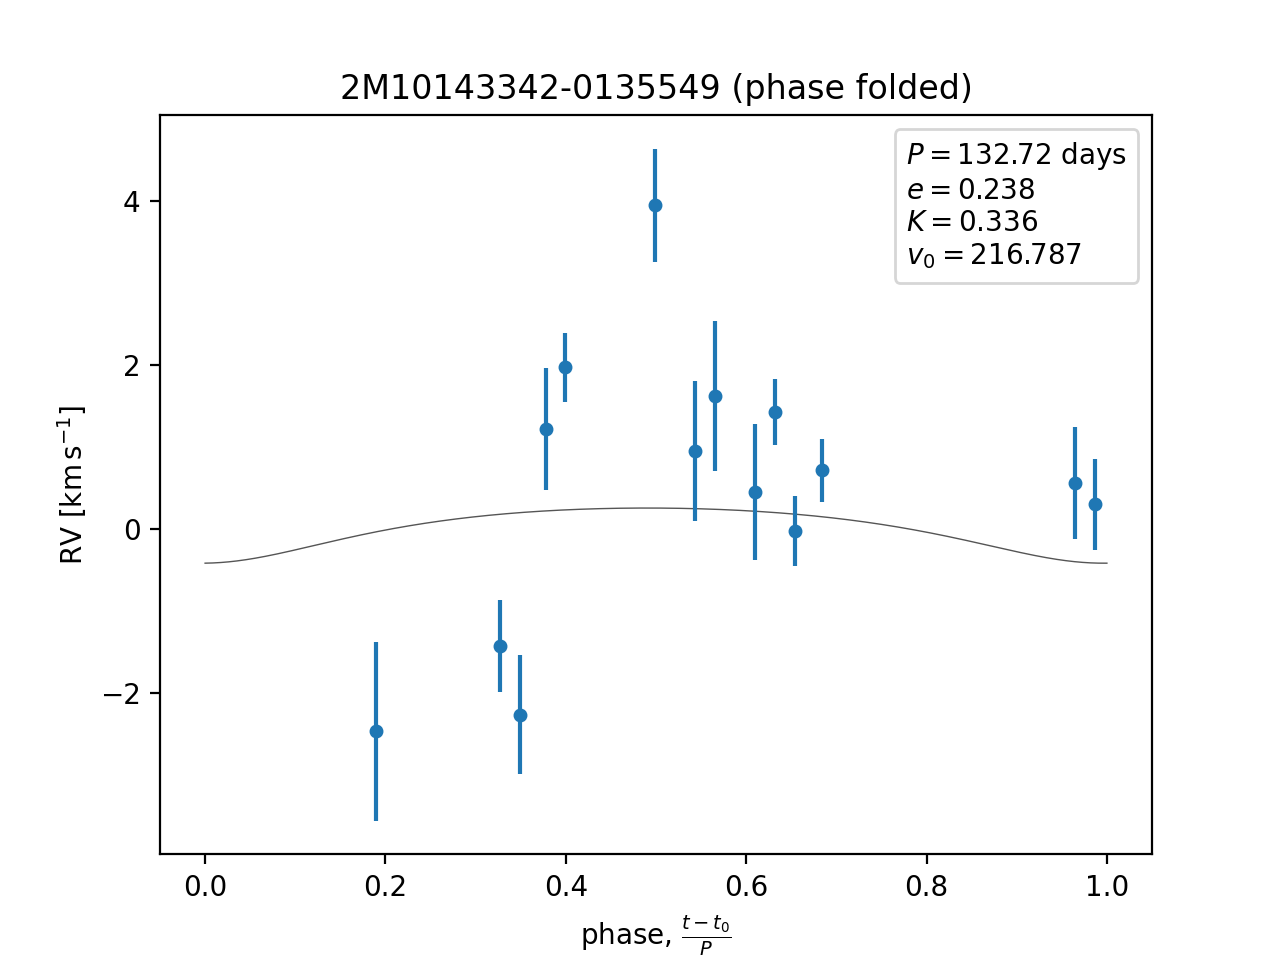 2M10143342-0135549 (phase folded)
P = 132.72 days
e = 0.238
K = 0.336
v₀ = 216.787
4
2
0
−2
RV [km s⁻¹]
0.0 0.2 0.4 0.6 0.8 1.0
phase, (t − t₀)/P